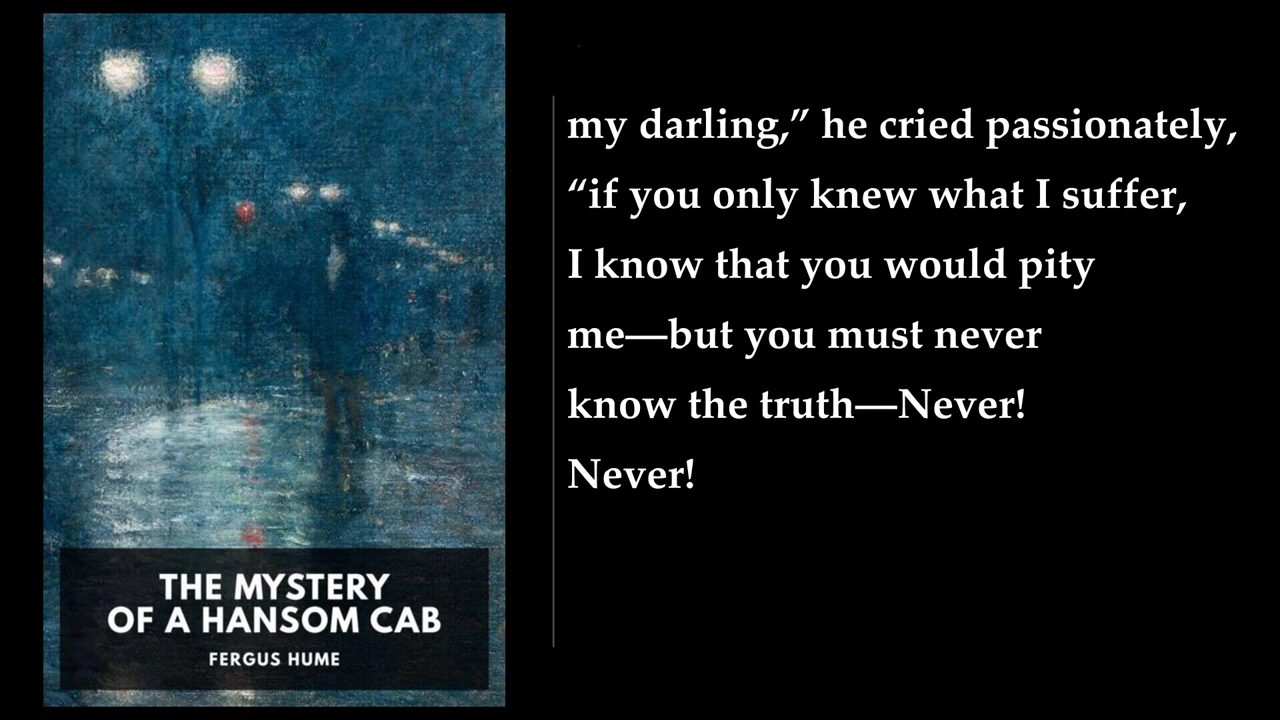 my darling,” he cried passionately,
“if you only knew what I suffer,
I know that you would pity
me—but you must never
know the truth—Never!
Never!
THE MYSTERY
OF A HANSOM CAB
FERGUS HUME